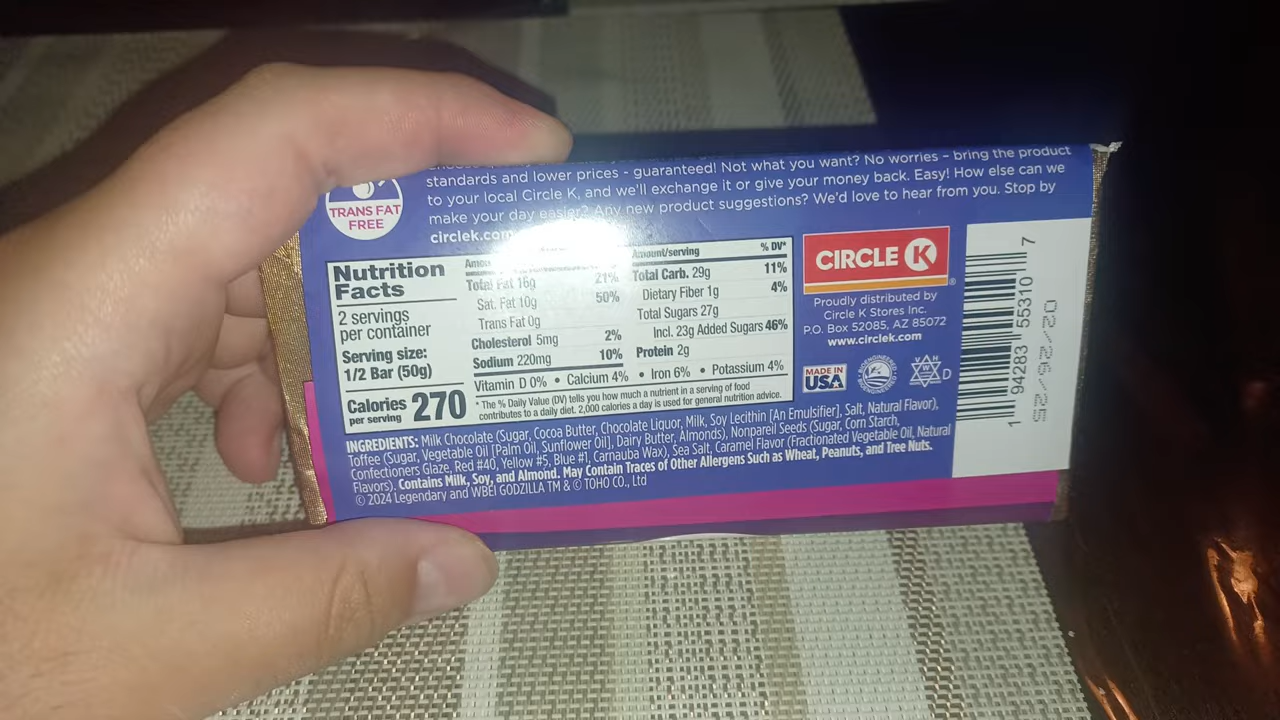 standards and lower prices - guaranteed! Not what you want? No worries – bring the product
to your local Circle K, and we'll exchange it or give your money back. Easy! How else can we
make your day easier? Any new product suggestions? We'd love to hear from you. Stop by
circlek.com
TRANS FAT
FREE
Nutrition
Facts
2 servings
per container
Serving size:
1/2 Bar (50g)
Calories 270
per serving
Total Fat 16g 21%
Sat. Fat 10g 50%
Trans Fat 0g
Cholesterol 5mg 2%
Sodium 220mg 10%
Amount/serving % DV*
Total Carb. 29g 11%
Dietary Fiber 1g 4%
Total Sugars 27g
Incl. 23g Added Sugars 46%
Protein 2g
Vitamin D 0% • Calcium 4% • Iron 6% • Potassium 4%
* The % Daily Value (DV) tells you how much a nutrient in a serving of food
contributes to a daily diet. 2,000 calories a day is used for general nutrition advice.
INGREDIENTS: Milk Chocolate (Sugar, Cocoa Butter, Chocolate Liquor, Milk, Soy Lecithin [An Emulsifier], Salt, Natural Flavor),
Toffee (Sugar, Vegetable Oil [Palm Oil, Sunflower Oil], Dairy Butter, Almonds), Nonpareil Seeds (Sugar, Corn Starch,
Confectioners Glaze, Red #40, Yellow #5, Blue #1, Carnauba Wax), Sea Salt, Caramel Flavor (Fractionated Vegetable Oil, Natural
Flavors). Contains Milk, Soy, and Almond. May Contain Traces of Other Allergens Such as Wheat, Peanuts, and Tree Nuts.
© 2024 Legendary and WBEI GODZILLA TM & © TOHO CO., Ltd
CIRCLE K®
Proudly distributed by
Circle K Stores Inc.
P.O. Box 52085, AZ 85072
www.circlek.com
MADE IN
USA
BIOENGINEERED
VWH D
1 94283 55310 7
02/26/25